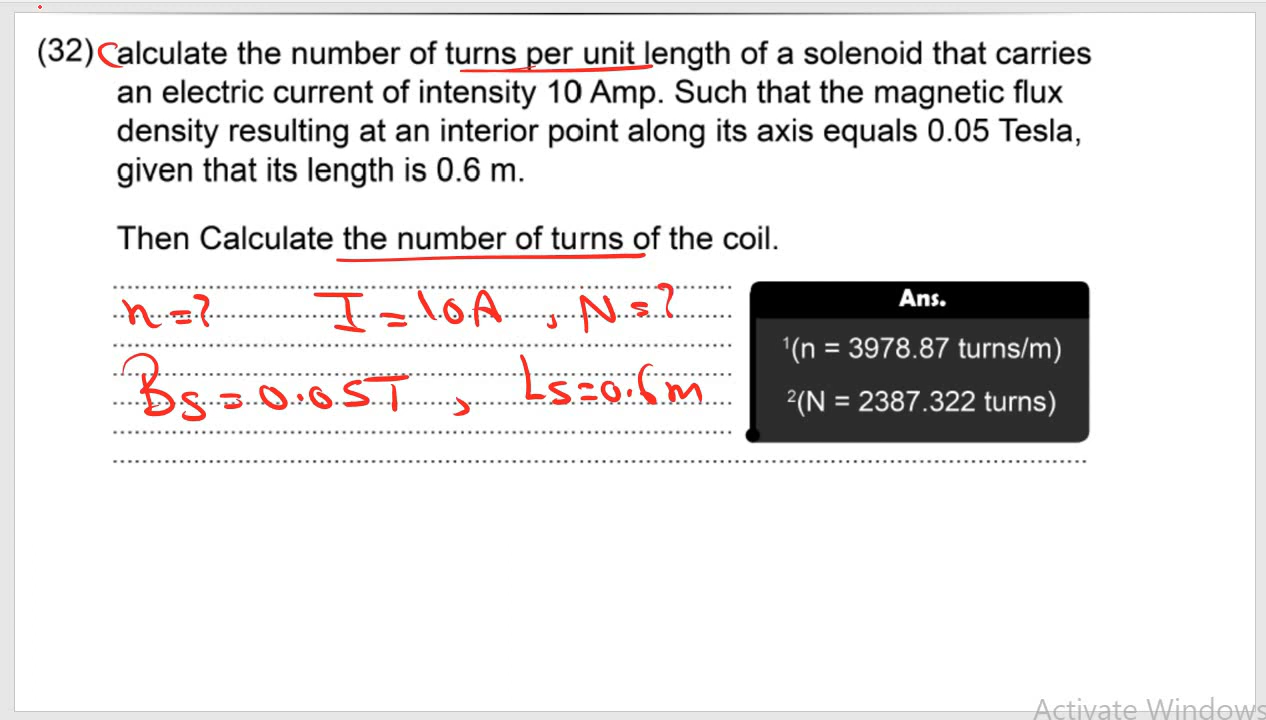 (32) Calculate the number of turns per unit length of a solenoid that carries
an electric current of intensity 10 Amp. Such that the magnetic flux
density resulting at an interior point along its axis equals 0.05 Tesla,
given that its length is 0.6 m.
Then Calculate the number of turns of the coil.
n=? I=10A, N=?
Bs=0.05T, Ls=0.6m
Ans.
¹(n = 3978.87 turns/m)
²(N = 2387.322 turns)
Activate Windows